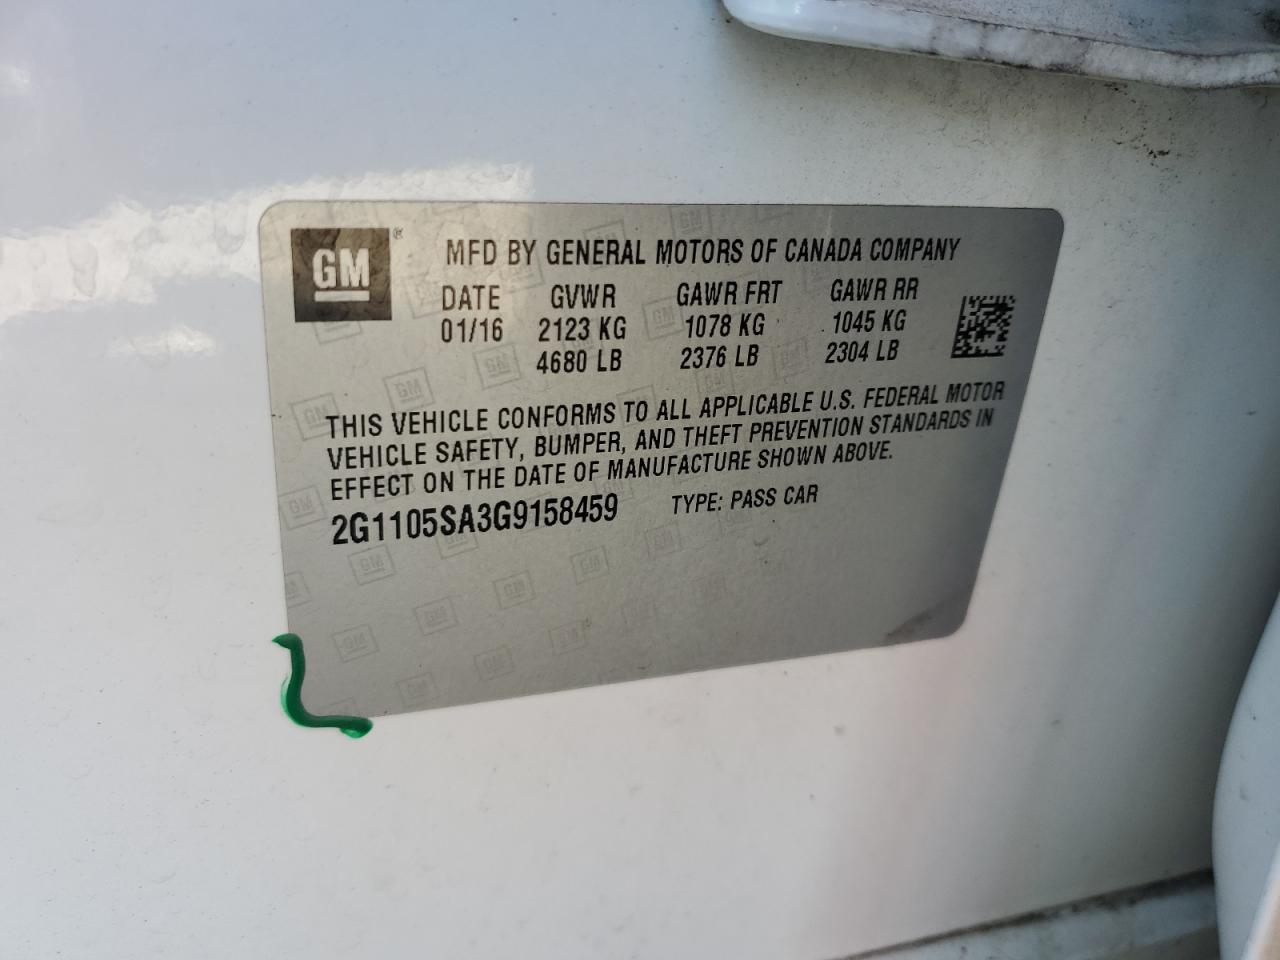 GM®
MFD BY GENERAL MOTORS OF CANADA COMPANY
DATE GVWR GAWR FRT GAWR RR
01/16 2123 KG 1078 KG 1045 KG
4680 LB 2376 LB 2304 LB
THIS VEHICLE CONFORMS TO ALL APPLICABLE U.S. FEDERAL MOTOR
VEHICLE SAFETY, BUMPER, AND THEFT PREVENTION STANDARDS IN
EFFECT ON THE DATE OF MANUFACTURE SHOWN ABOVE.
2G1105SA3G9158459 TYPE: PASS CAR